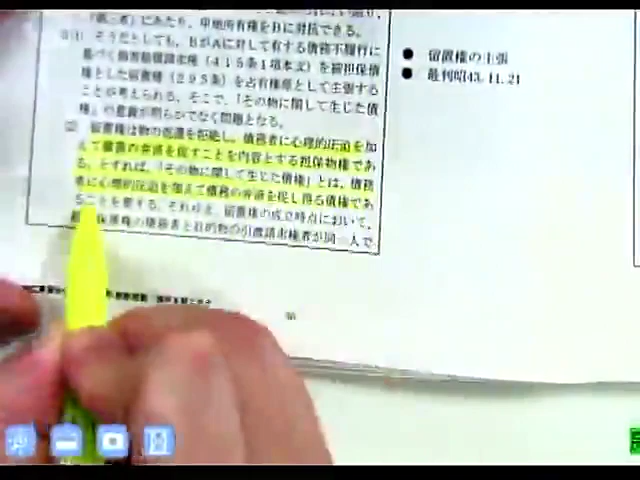 「第三者」にあたり、甲地所有権をBに対抗できる。
そうだとしても、BがAに対して有する債務不履行に
基づく損害賠償請求権(415条1項本文)を被担保債
権とした留置権(295条)を占有権原として主張する
ことが考えられる。そこで、「その物に関して生じた債
権」の意義が明らかでなく問題となる。
留置権は物の返還を拒絶し、債務者に心理的圧迫を加
えて債務の弁済を促すことを内容とする担保物権であ
る。とすれば、「その物に関して生じた債権」とは、債務
者に心理的圧迫を加えて債務の弁済を促し得る債権であ
ることを要する。それゆえ、留置権の成立時点において、
被担保債権の債務者と目的物の引渡請求権者が同一人で
● 留置権の主張
● 最判昭43.11.21